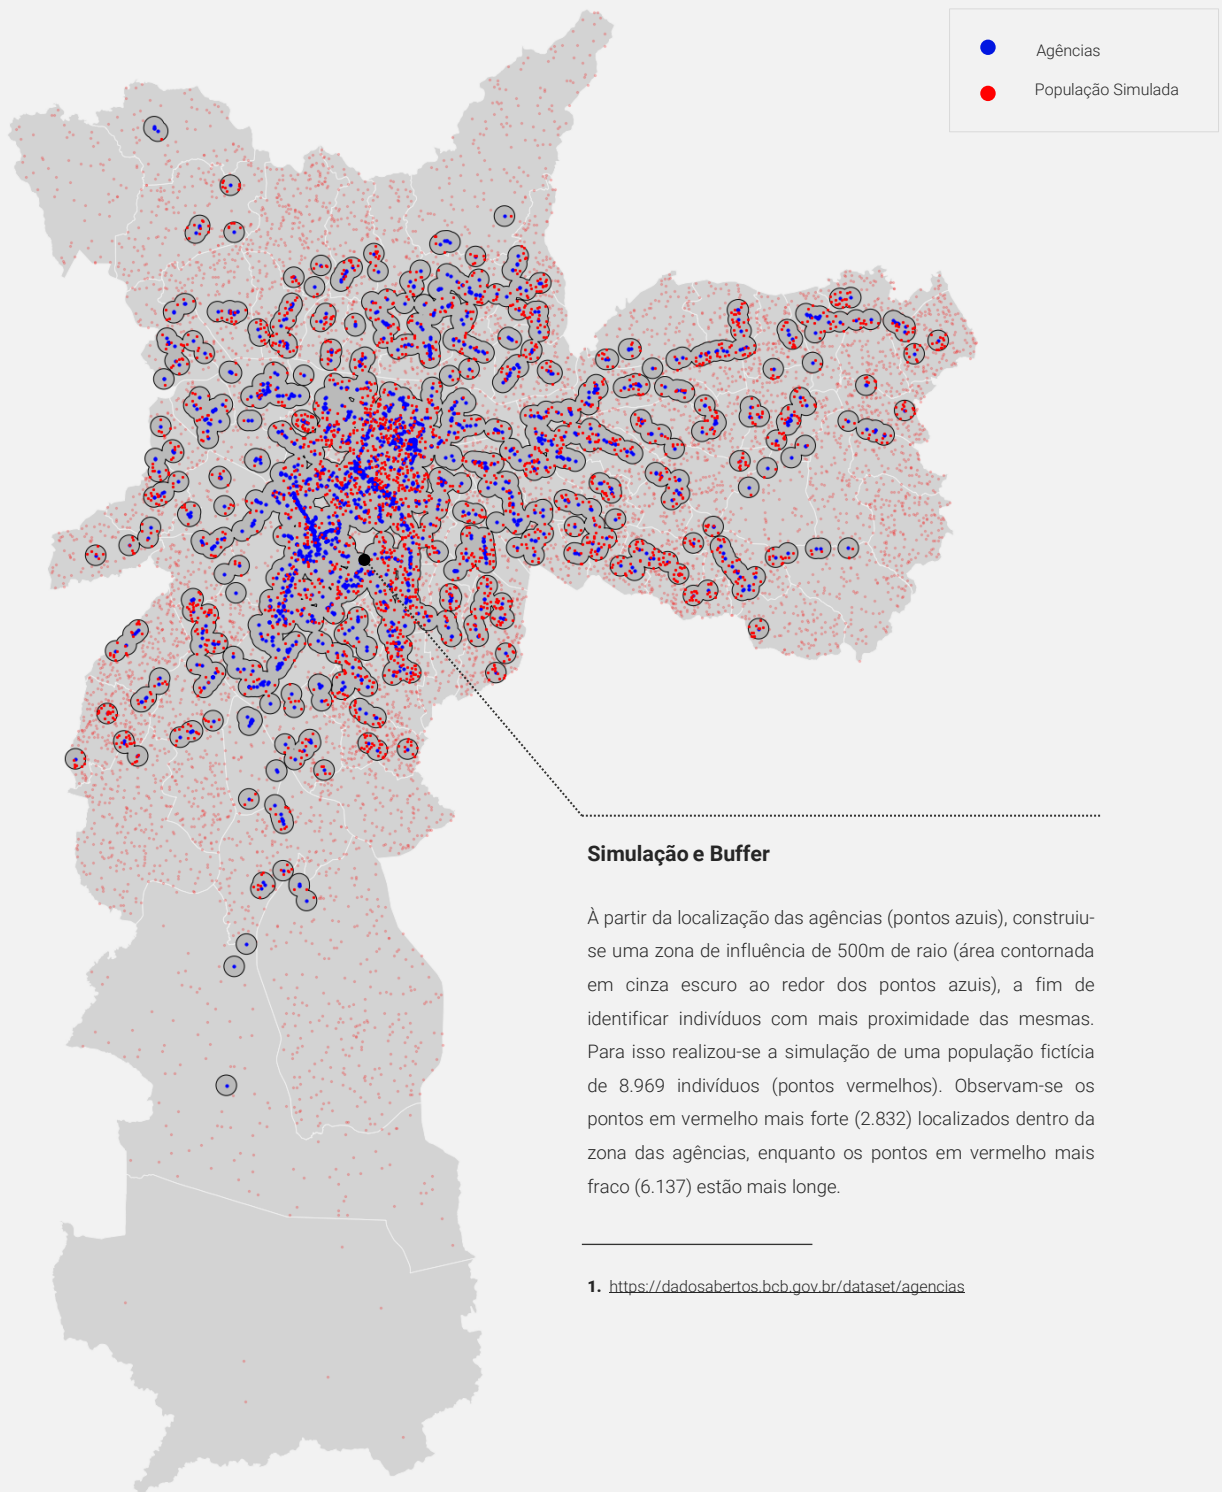 Agências
População Simulada
Simulação e Buffer
À partir da localização das agências (pontos azuis), construiu-
se uma zona de influência de 500m de raio (área contornada
em cinza escuro ao redor dos pontos azuis), a fim de
identificar indivíduos com mais proximidade das mesmas.
Para isso realizou-se a simulação de uma população fictícia
de 8.969 indivíduos (pontos vermelhos). Observam-se os
pontos em vermelho mais forte (2.832) localizados dentro da
zona das agências, enquanto os pontos em vermelho mais
fraco (6.137) estão mais longe.
1. https://dadosabertos.bcb.gov.br/dataset/agencias